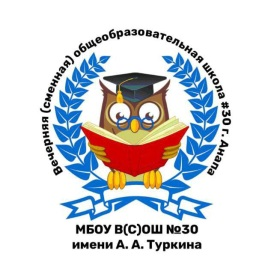 Вечерняя (сменная) общеобразовательная школа #30 г. Анапа
МБОУ В(С)ОШ №30
имени А. А. Туркина